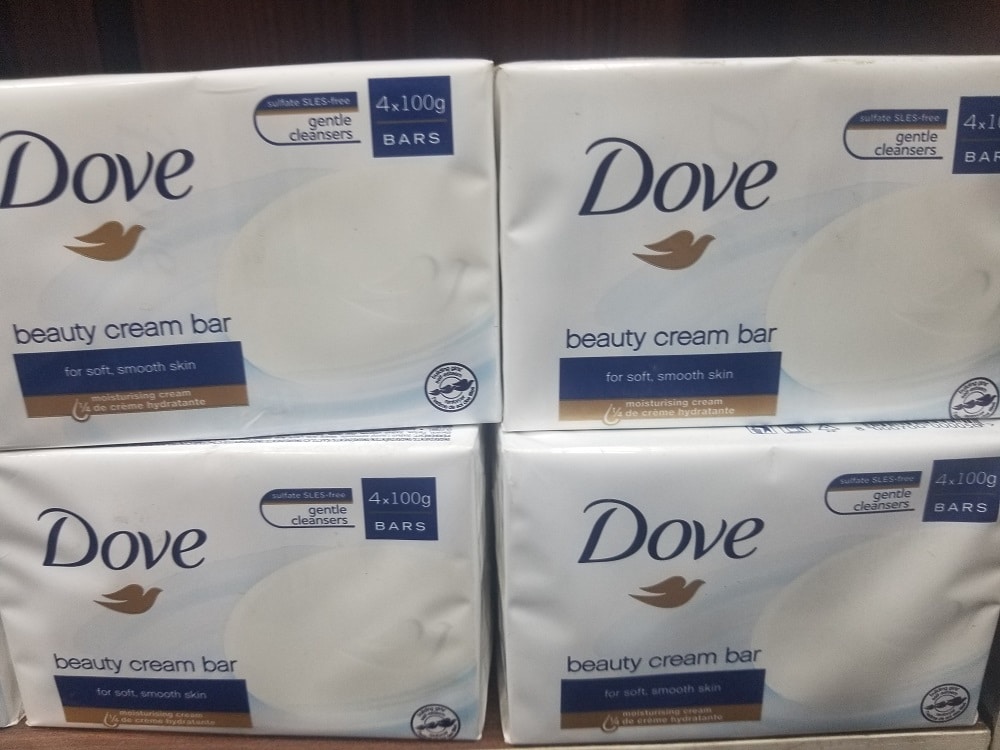 sulfate SLES-free
gentle
cleansers
4x100g
BARS
Dove
beauty cream bar
for soft, smooth skin
¼ moisturising cream
de crème hydratante
sulfate SLES-free
gentle
cleansers
4x10
BAR
Dove
beauty cream bar
for soft, smooth skin
¼ moisturising cream
de crème hydratante
sulfate SLES-free
gentle
cleansers
4x100g
BARS
Dove
beauty cream bar
for soft, smooth skin
¼ moisturising cream
de crème hydratante
sulfate SLES-free
gentle
cleansers
4x100g
BARS
Dove
beauty cream bar
for soft, smooth skin
¼ moisturising cream
de crème hydratante